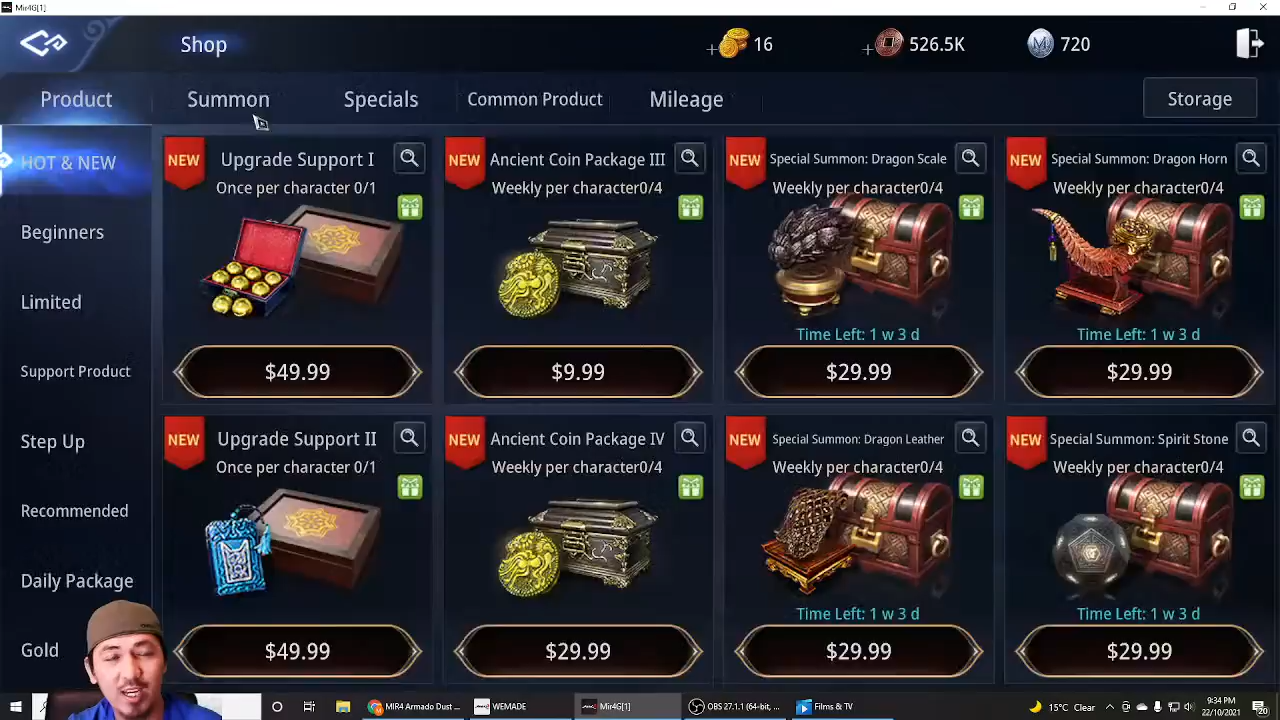 Mir4G[1]
Shop
16
526.5K
720
Product
Summon
Specials
Common Product
Mileage
Storage
HOT & NEW
Beginners
Limited
Support Product
Step Up
Recommended
Daily Package
Gold
NEW
Upgrade Support I
Once per character 0/1
$49.99
NEW
Ancient Coin Package III
Weekly per character0/4
$9.99
NEW
Special Summon: Dragon Scale
Weekly per character0/4
Time Left: 1 w 3 d
$29.99
NEW
Special Summon: Dragon Horn
Weekly per character0/4
Time Left: 1 w 3 d
$29.99
NEW
Upgrade Support II
Once per character 0/1
$49.99
NEW
Ancient Coin Package IV
Weekly per character0/4
$29.99
NEW
Special Summon: Dragon Leather
Weekly per character0/4
Time Left: 1 w 3 d
$29.99
NEW
Special Summon: Spirit Stone
Weekly per character0/4
Time Left: 1 w 3 d
$29.99
MIR4 Armado Dust ...
WEMADE
Mir4G[1]
OBS 27.1.1 (64-bit, ...
Films & TV
15°C Clear
9:34 PM
22/10/2021
20